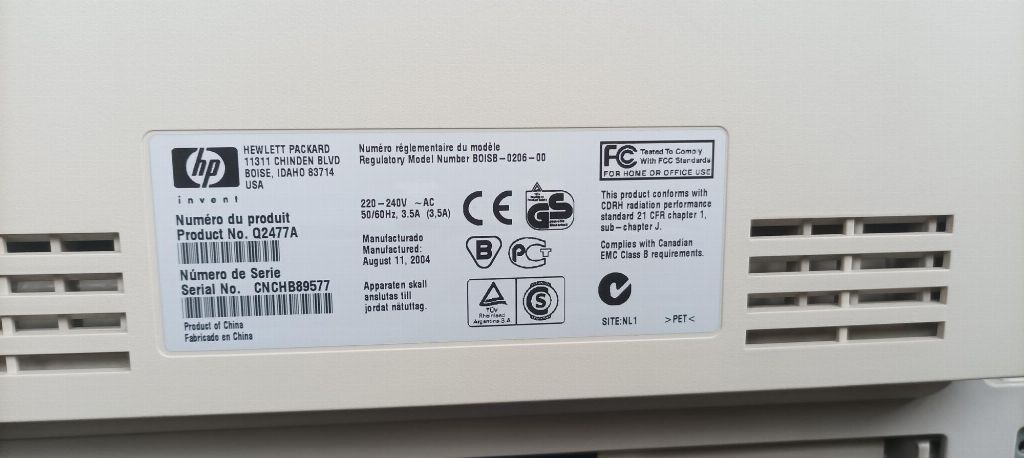 hp
invent
HEWLETT PACKARD
11311 CHINDEN BLVD
BOISE, IDAHO 83714
USA
Numéro du produit
Product No. Q2477A
Número de Serie
Serial No. CNCHB89577
Product of China
Fabricado en China
Numéro réglementaire du modèle
Regulatory Model Number BOISB-0206-00
220-240V ~AC
50/60Hz, 3.5A (3,5A)
Manufacturado
Manufactured:
August 11, 2004
Apparaten skall
anslutas till
jordat nätuttag.
CE
GS
B
PCT
TÜV
Rheinland
Argentina S.A
S
FC Tested To Comply
With FCC Standards
FOR HOME OR OFFICE USE
This product conforms with
CDRH radiation performance
standard 21 CFR chapter 1,
sub-chapter J.
Complies with Canadian
EMC Class B requirements.
SITE:NL1 >PET<